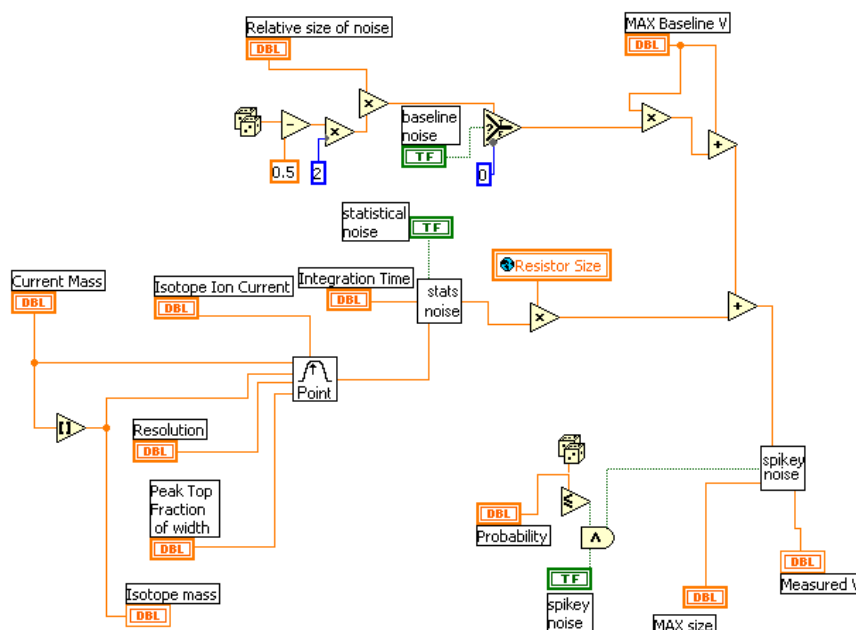 Relative size of noise
DBL
MAX Baseline V
DBL
×
-
×
0.5
2
baseline
noise
TF
?
0
×
+
statistical
noise
TF
Resistor Size
Current Mass
DBL
Isotope Ion Current
DBL
Integration Time
DBL
stats
noise
×
+
Point
[]
Resolution
DBL
Peak Top
Fraction
of width
DBL
Isotope mass
DBL
spikey
noise
DBL
Probability
≤
∧
TF
spikey
noise
DBL
MAX size
DBL
Measured V